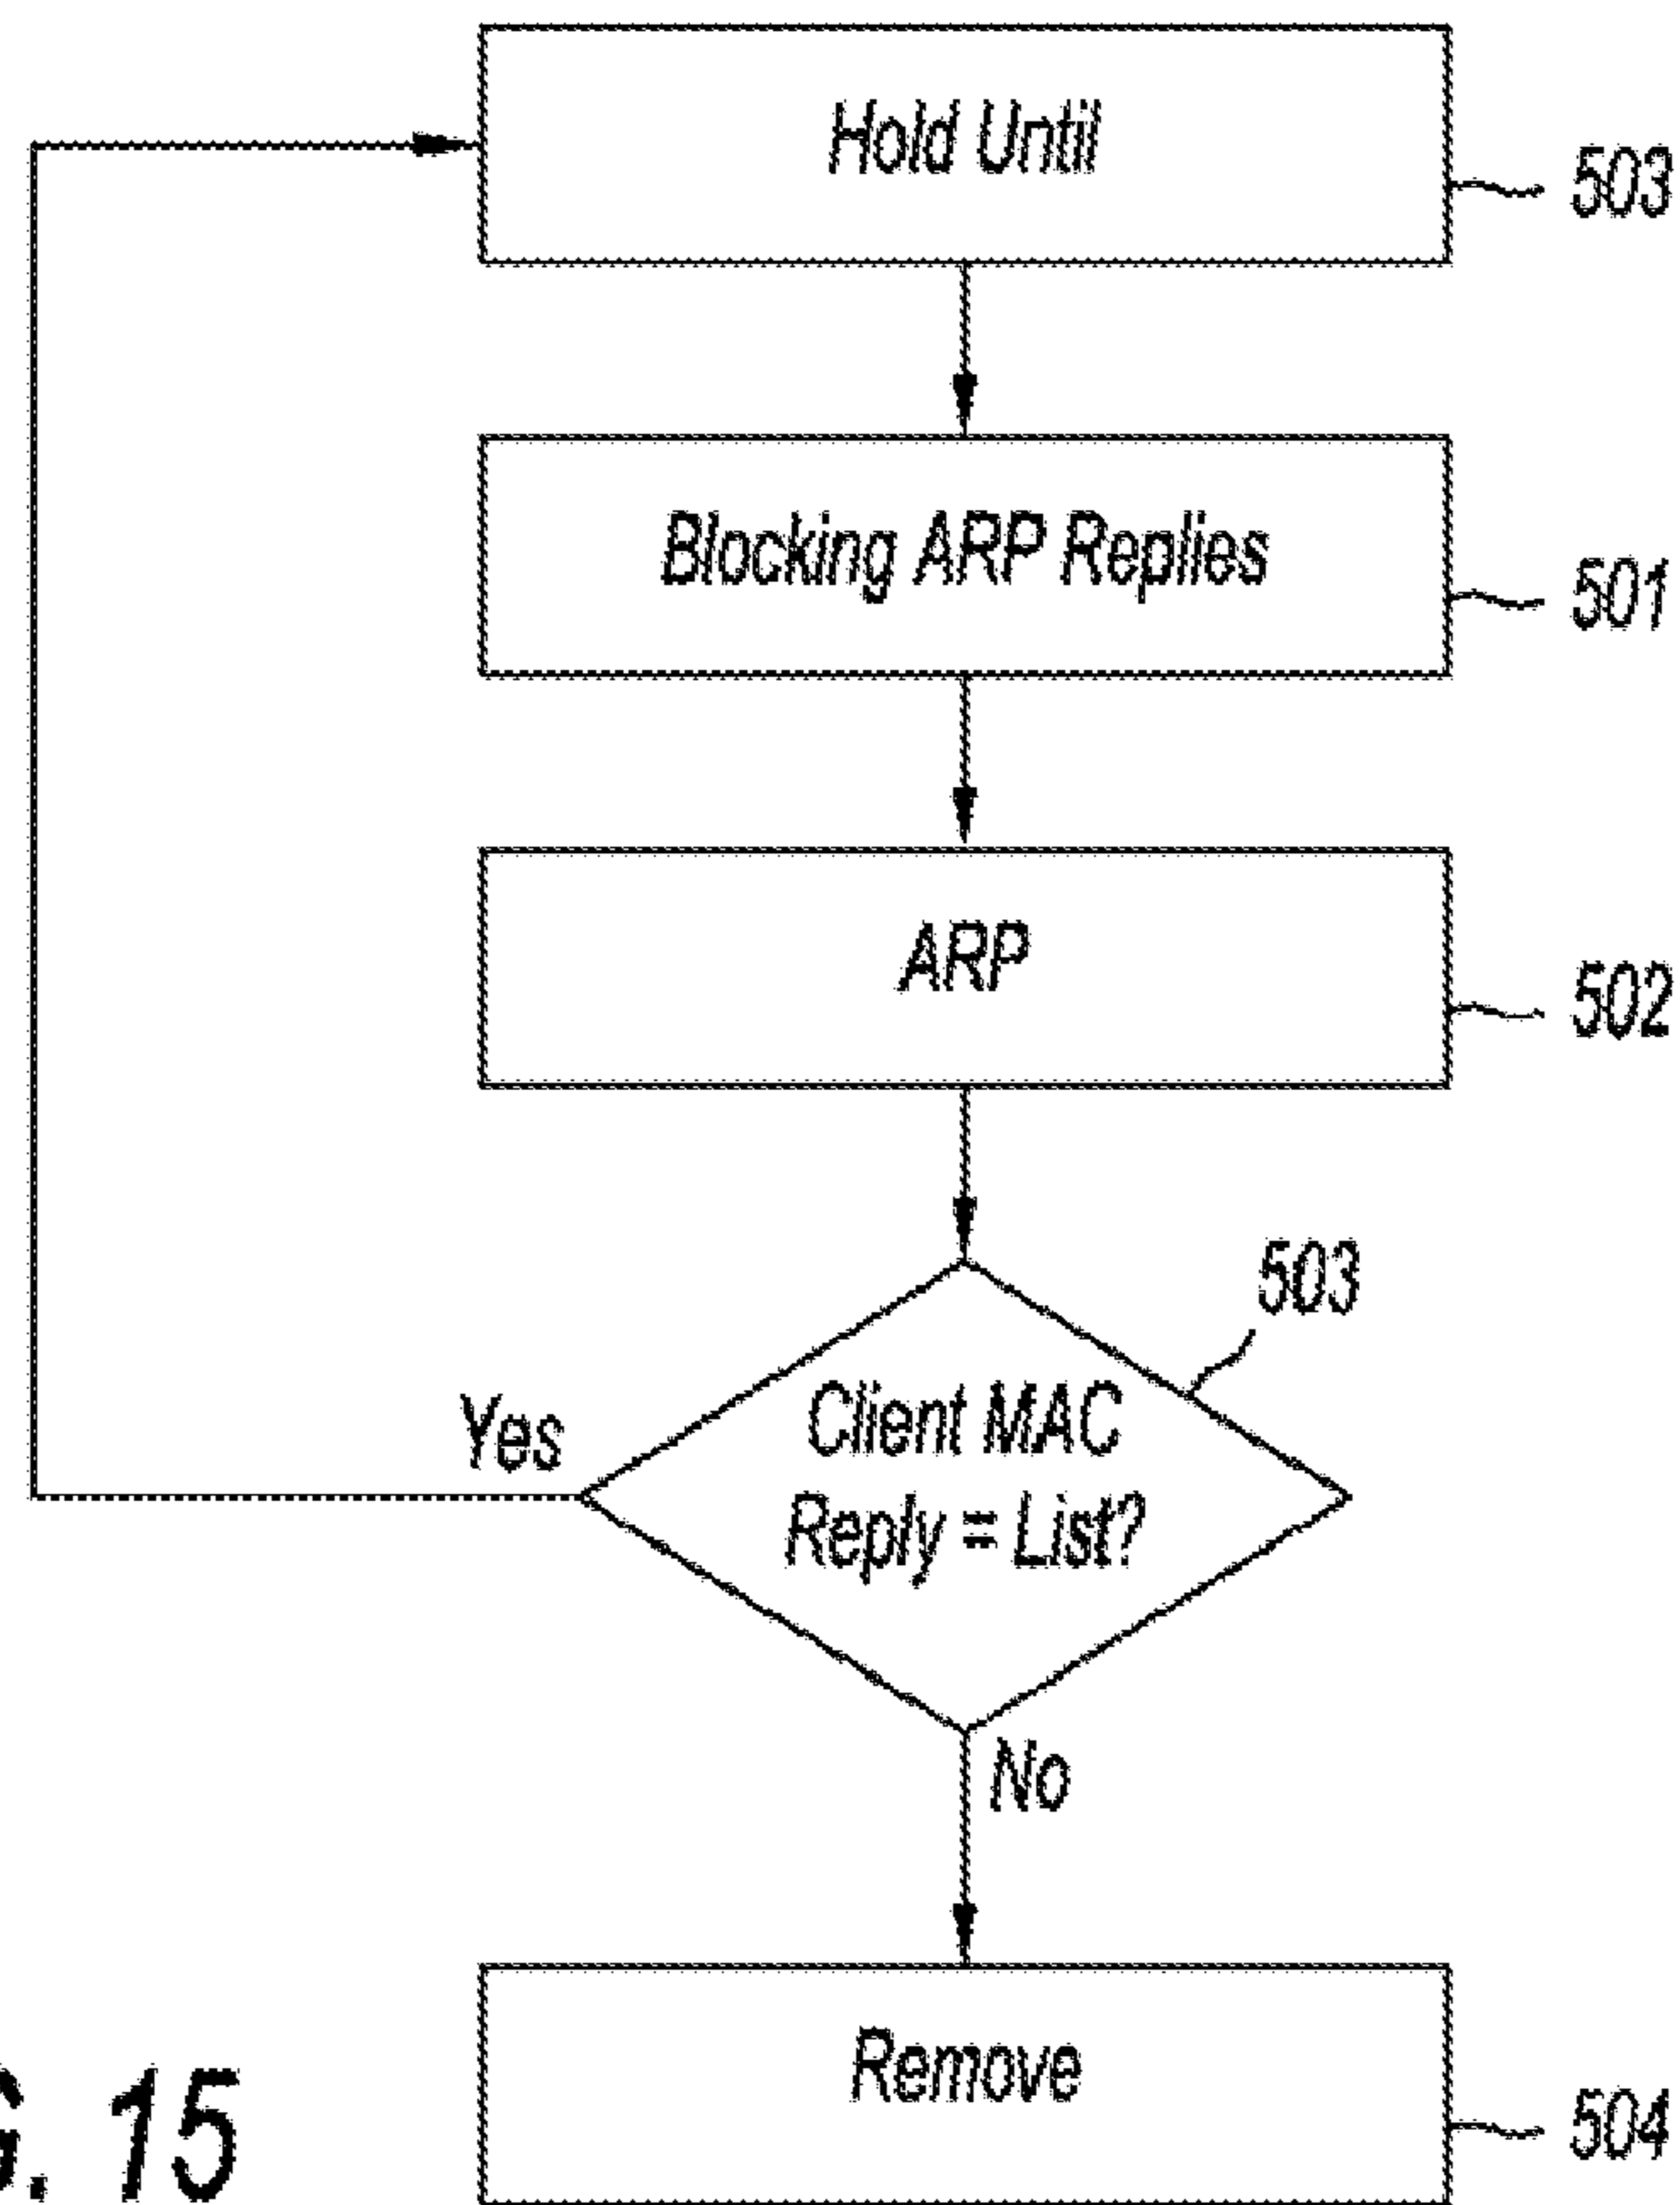 Hold Until
503
Blocking ARP Replies
501
ARP
502
503
Client MAC
Reply = List?
Yes
No
Remove
504
. 15